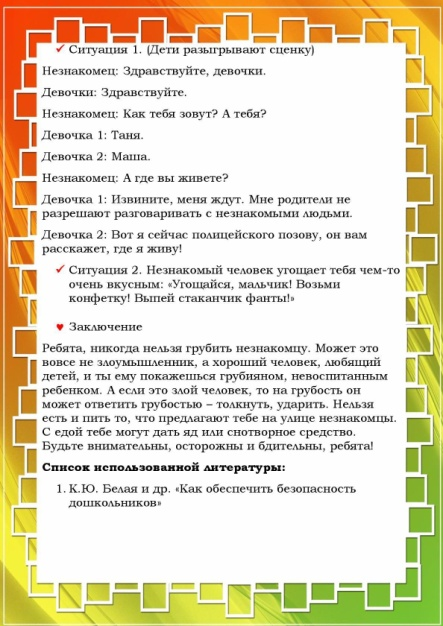 ✓ Ситуация 1. (Дети разыгрывают сценку)
Незнакомец: Здравствуйте, девочки.
Девочки: Здравствуйте.
Незнакомец: Как тебя зовут? А тебя?
Девочка 1: Таня.
Девочка 2: Маша.
Незнакомец: А где вы живете?
Девочка 1: Извините, меня ждут. Мне родители не
разрешают разговаривать с незнакомыми людьми.
Девочка 2: Вот я сейчас полицейского позову, он вам
расскажет, где я живу!
✓ Ситуация 2. Незнакомый человек угощает тебя чем-то
очень вкусным: «Угощайся, мальчик! Возьми
конфетку! Выпей стаканчик фанты!»
♥ Заключение
Ребята, никогда нельзя грубить незнакомцу. Может это
вовсе не злоумышленник, а хороший человек, любящий
детей, и ты ему покажешься грубияном, невоспитанным
ребенком. А если это злой человек, то на грубость он
может ответить грубостью – толкнуть, ударить. Нельзя
есть и пить то, что предлагают тебе на улице незнакомцы.
С едой тебе могут дать яд или снотворное средство.
Будьте внимательны, осторожны и бдительны, ребята!
Список использованной литературы:
1. К.Ю. Белая и др. «Как обеспечить безопасность
дошкольников»